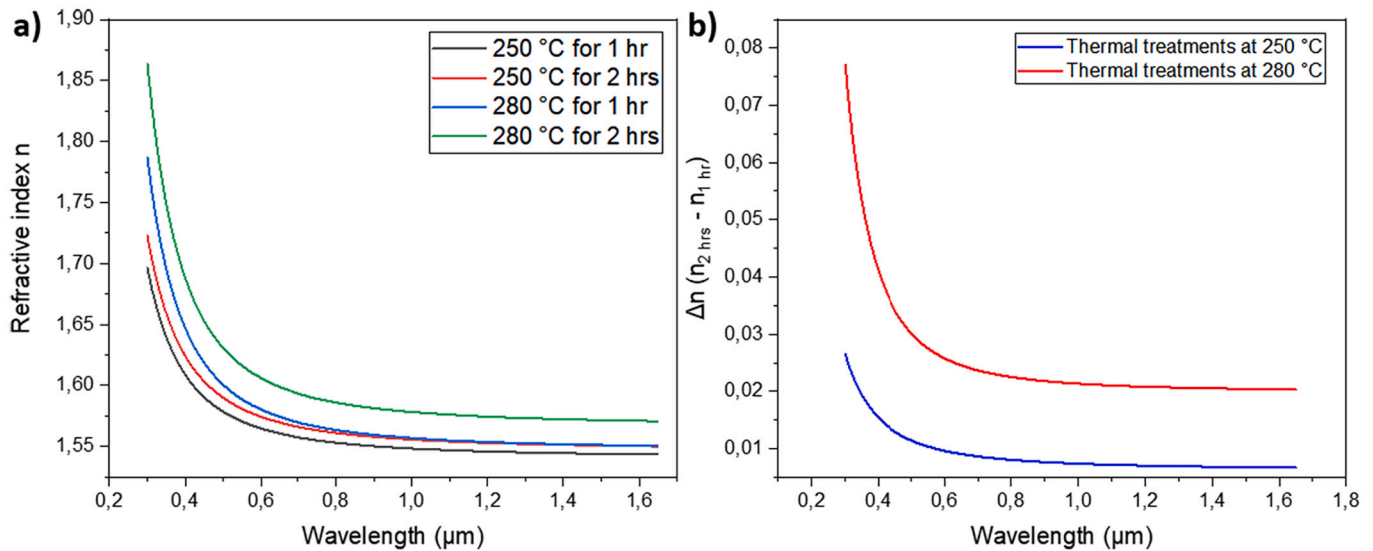 a)
1,90
1,85
1,80
1,75
1,70
1,65
1,60
1,55
Refractive index n
250 °C for 1 hr
250 °C for 2 hrs
280 °C for 1 hr
280 °C for 2 hrs
0,2 0,4 0,6 0,8 1,0 1,2 1,4 1,6
Wavelength (µm)
b)
0,08
0,07
0,06
0,05
0,04
0,03
0,02
0,01
Δn (n2 hrs - n1 hr)
Thermal treatments at 250 °C
Thermal treatments at 280 °C
0,2 0,4 0,6 0,8 1,0 1,2 1,4 1,6 1,8
Wavelength (µm)